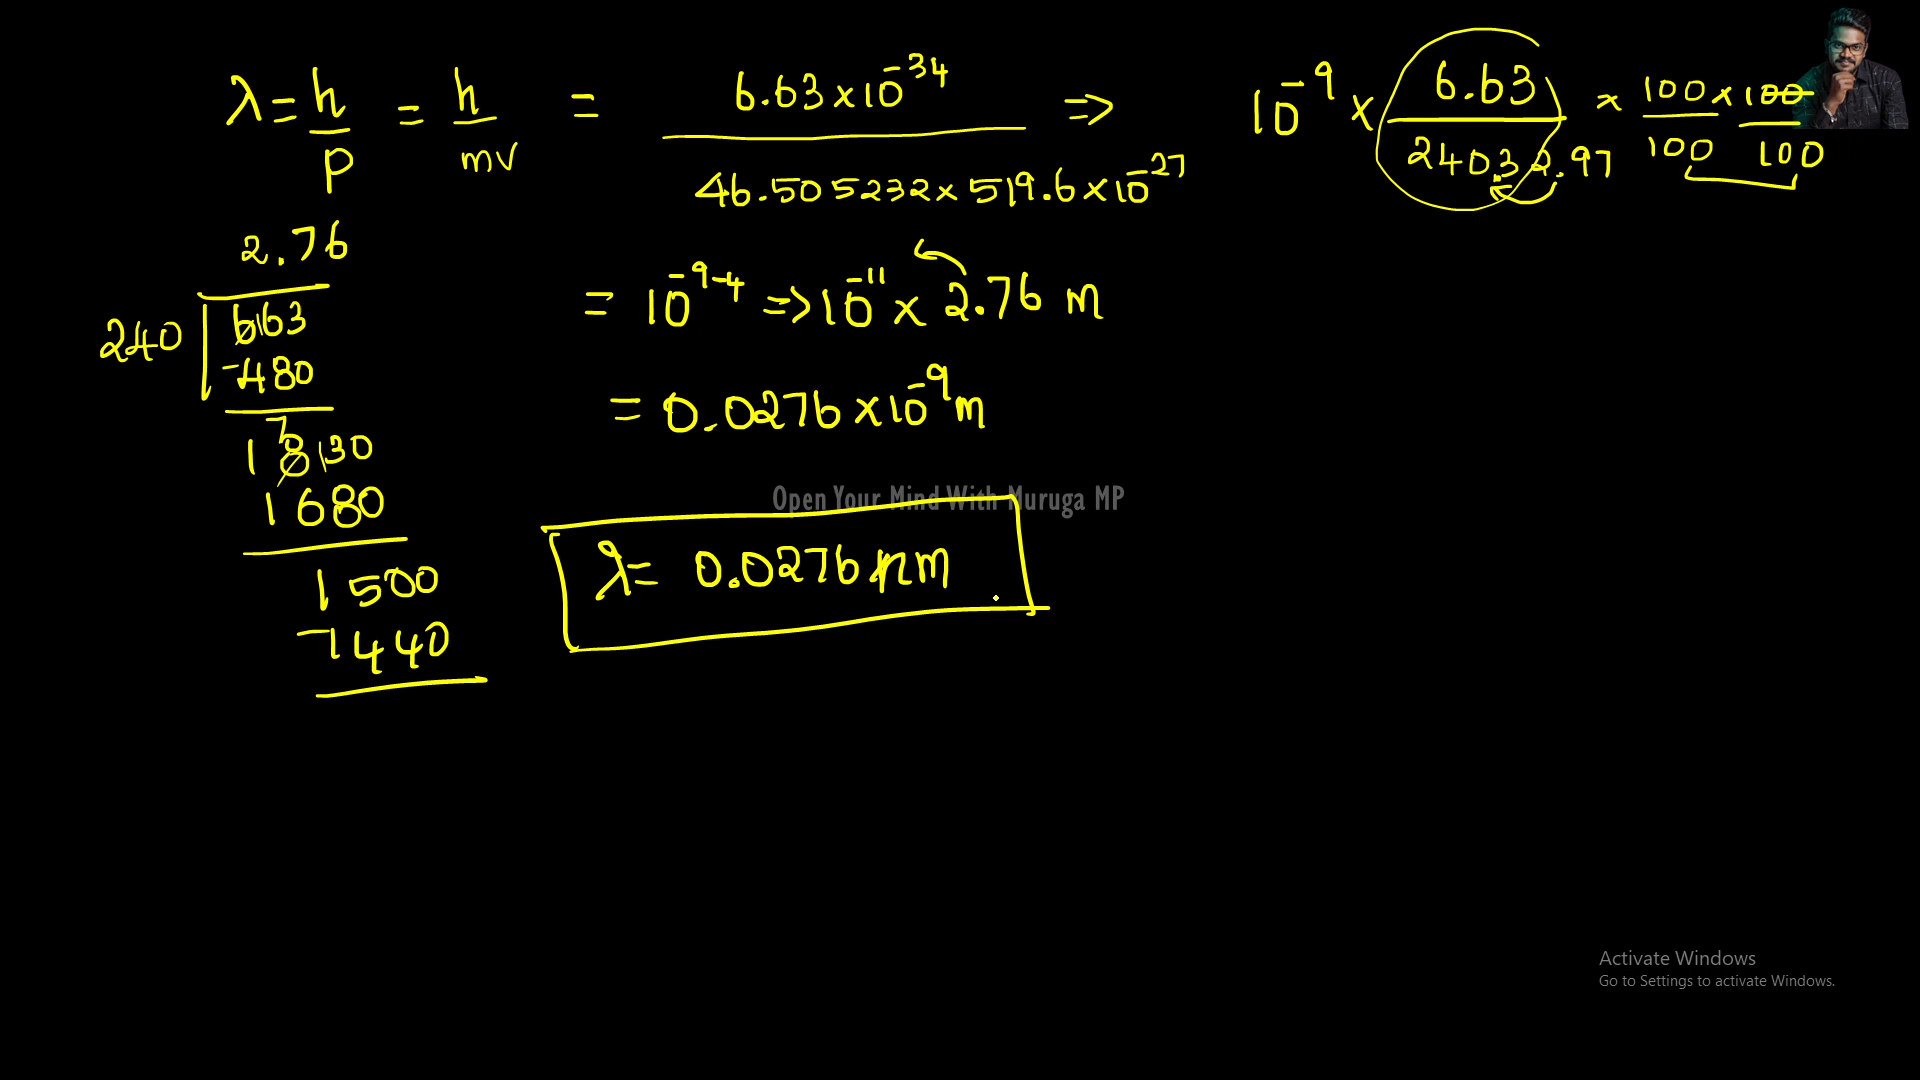 λ = h/p = h/mv = 6.63 x 10^-34 / 46.505232 x 519.6 x 10^-27 => 10^-9 x 6.63 / 24032.97 x 100/100 x 100/100
= 10^-9-4 => 10^-11 x 2.76 m
= 0.0276 x 10^-9 m
λ = 0.0276 nm
2.76
240 663
-480
1830
1680
1500
-1440
Open Your Mind With Muruga MP
Activate Windows
Go to Settings to activate Windows.